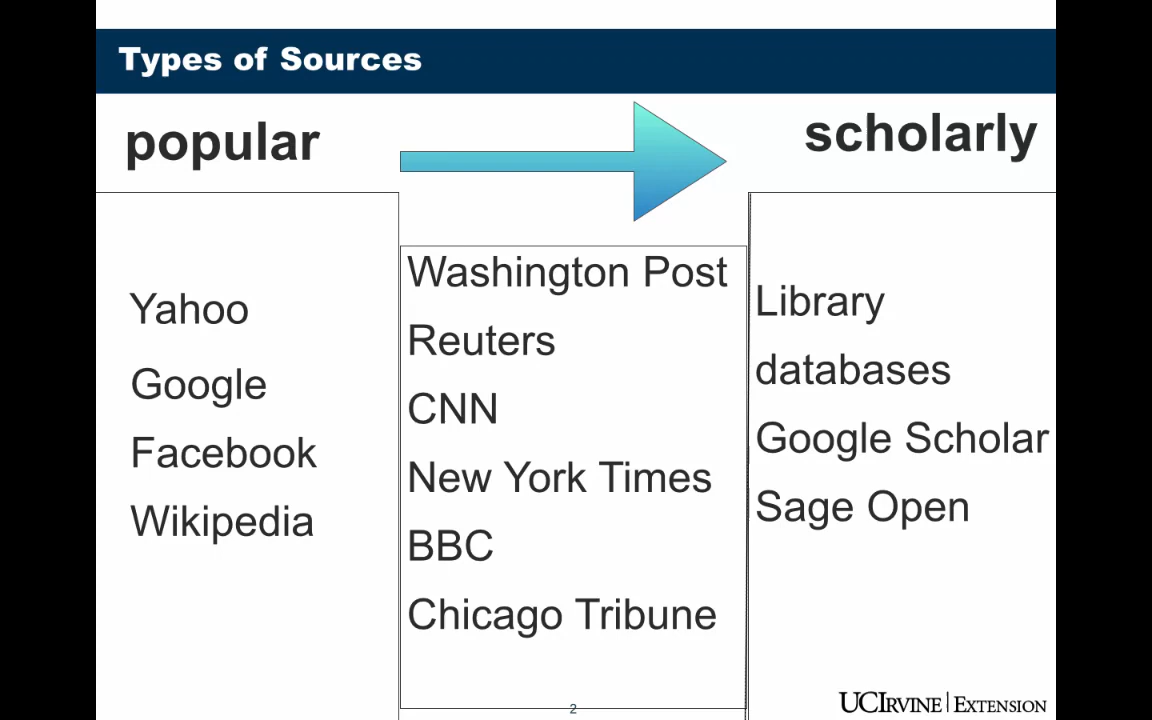 Types of Sources
popular
scholarly
Yahoo
Google
Facebook
Wikipedia
Washington Post
Reuters
CNN
New York Times
BBC
Chicago Tribune
Library
databases
Google Scholar
Sage Open
2
UCIRVINE | EXTENSION